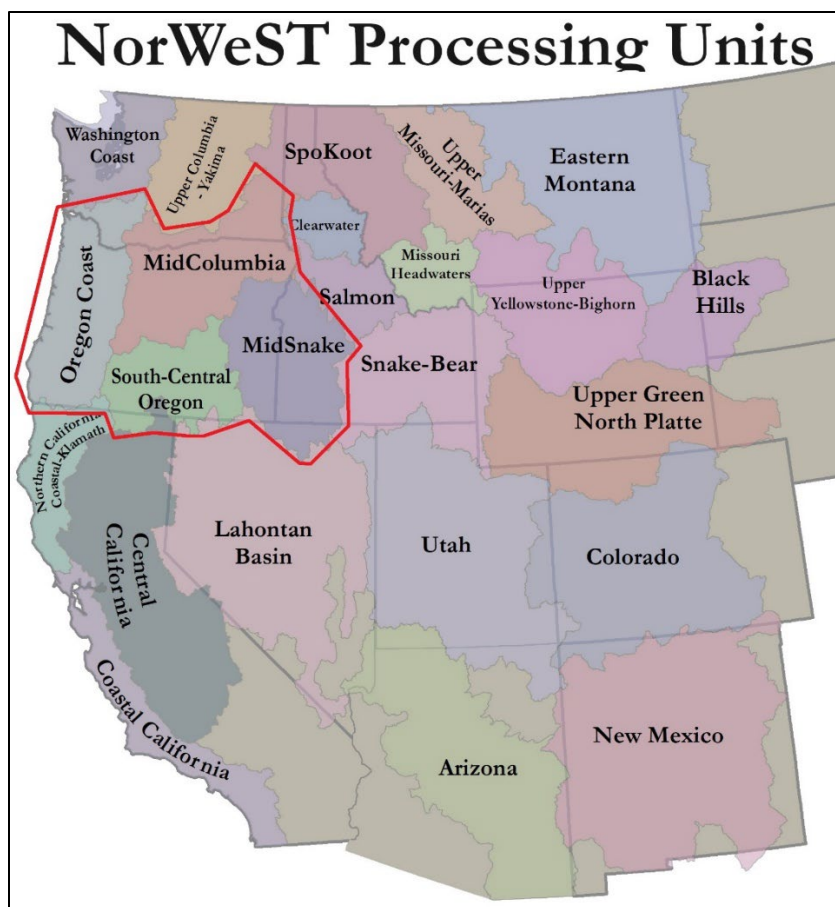 NorWeST Processing Units
Washington
Coast
Upper Columbia
- Yakima
SpoKoot
Upper
Missouri-Marias
Eastern
Montana
Clearwater
Missouri
Headwaters
MidColumbia
Oregon Coast
Salmon
Upper
Yellowstone-Bighorn
Black
Hills
MidSnake
Snake-Bear
South-Central
Oregon
Upper Green
North Platte
Northern California
Coastal-Klamath
Central
California
Lahontan
Basin
Utah
Colorado
Coastal California
Arizona
New Mexico